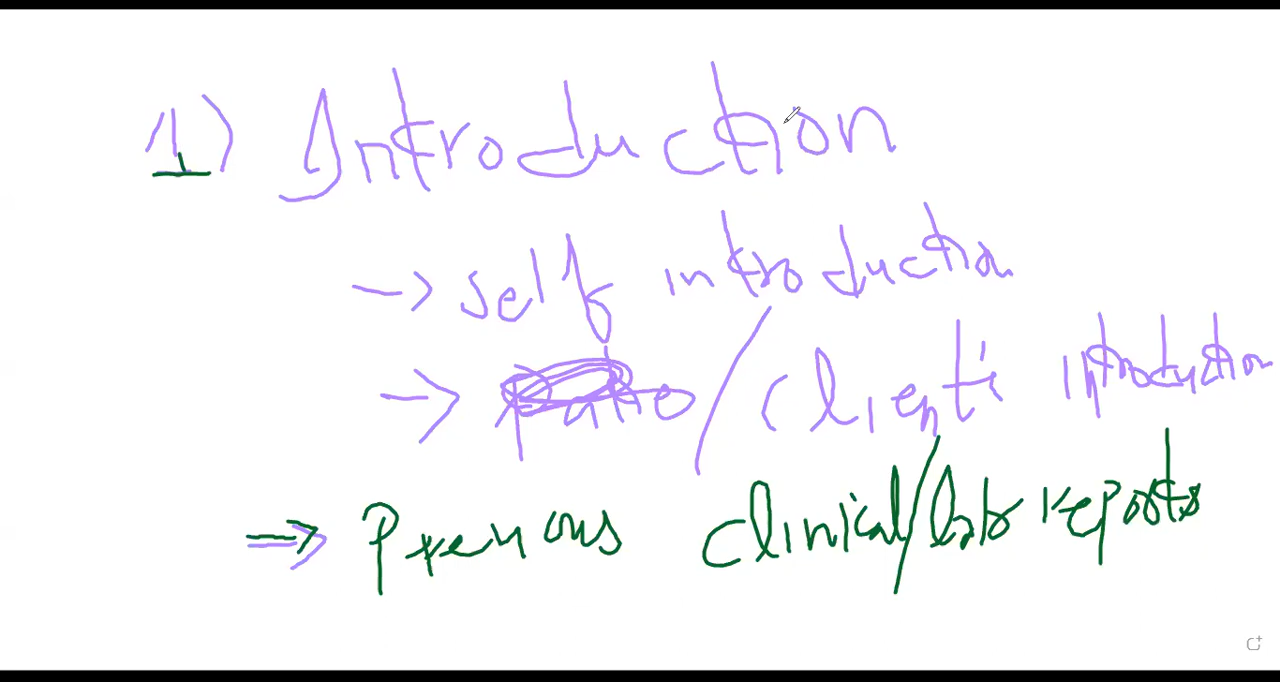 1) Introduction
→ self introduction
→ / client's introduction
⇒ Previous clinical/lab reports